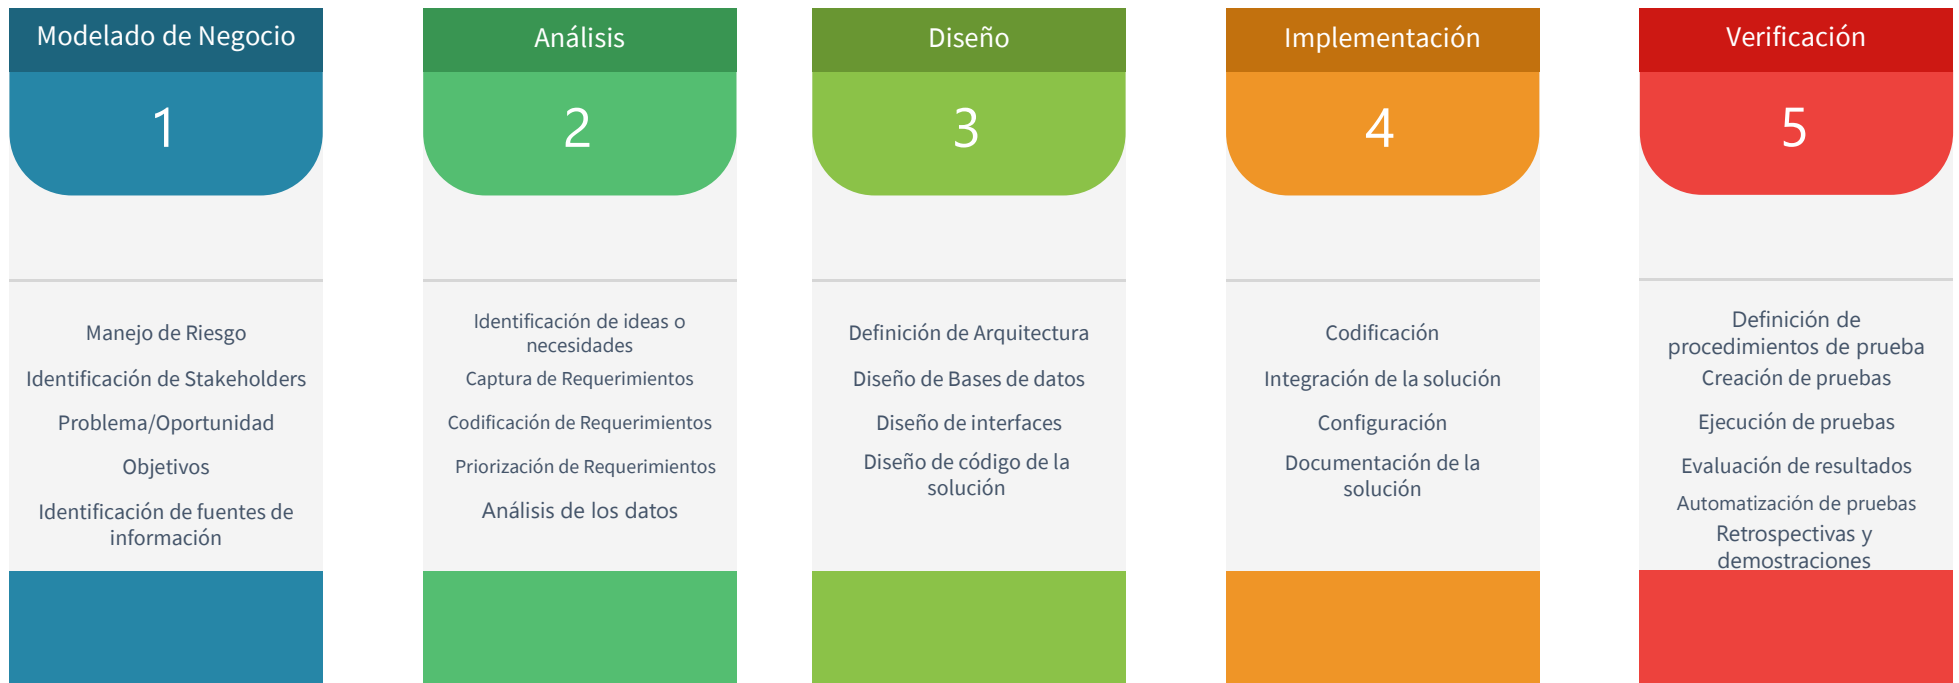 Modelado de Negocio
1
Manejo de Riesgo
Identificación de Stakeholders
Problema/Oportunidad
Objetivos
Identificación de fuentes de
información
Análisis
2
Identificación de ideas o
necesidades
Captura de Requerimientos
Codificación de Requerimientos
Priorización de Requerimientos
Análisis de los datos
Diseño
3
Definición de Arquitectura
Diseño de Bases de datos
Diseño de interfaces
Diseño de código de la
solución
Implementación
4
Codificación
Integración de la solución
Configuración
Documentación de la
solución
Verificación
5
Definición de
procedimientos de prueba
Creación de pruebas
Ejecución de pruebas
Evaluación de resultados
Automatización de pruebas
Retrospectivas y
demostraciones